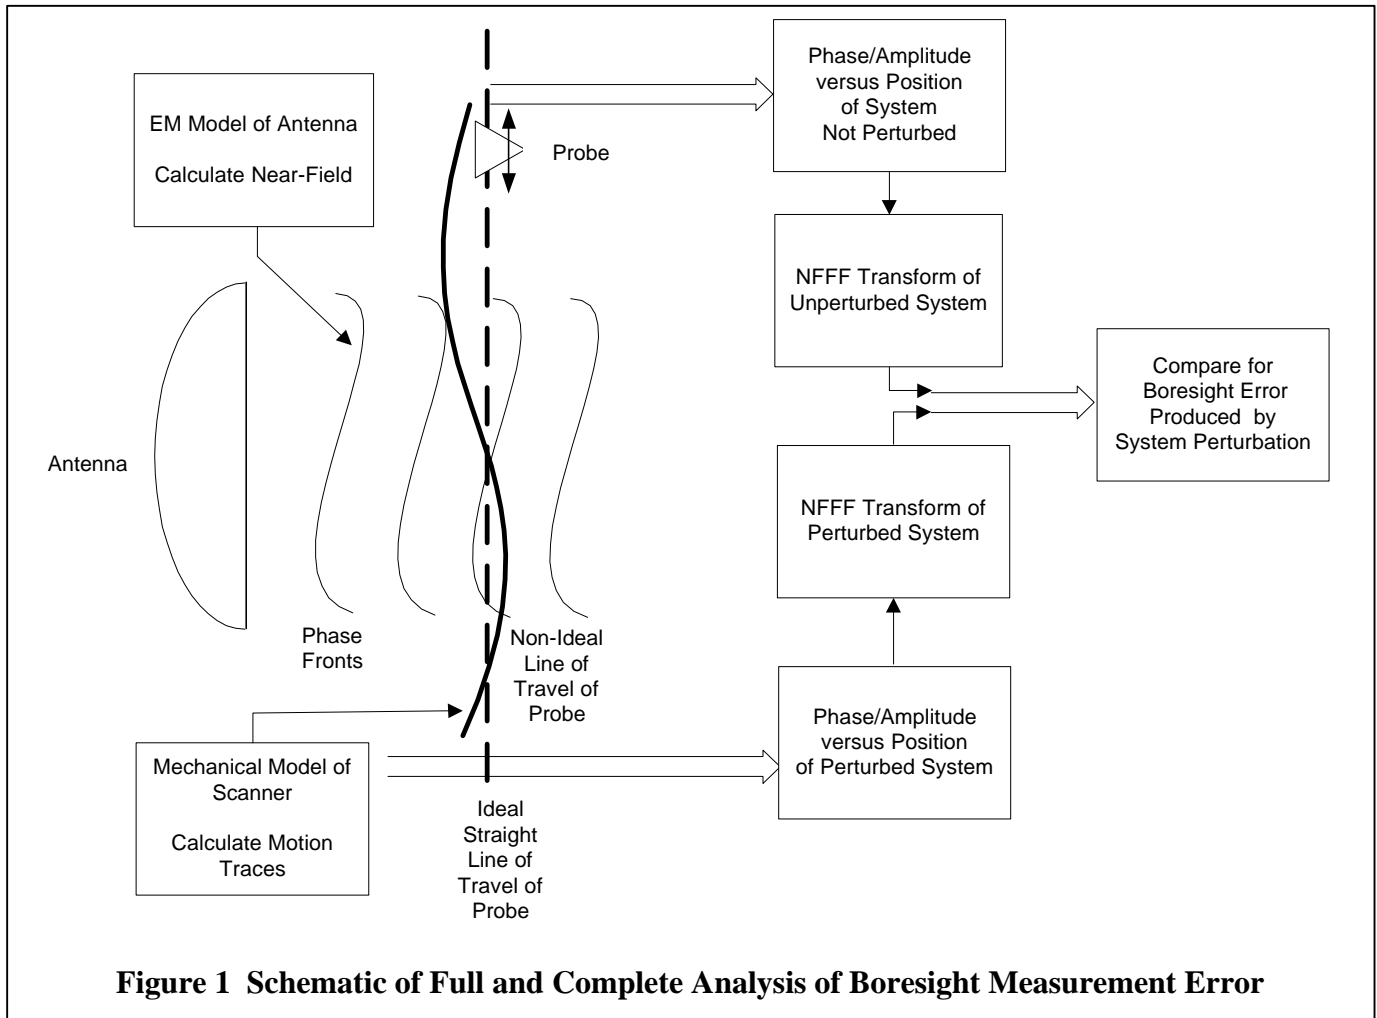 EM Model of Antenna
Calculate Near-Field
Probe
Phase/Amplitude
versus Position
of System
Not Perturbed
NFFF Transform of
Unperturbed System
Compare for
Boresight Error
Produced by
System Perturbation
NFFF Transform of
Perturbed System
Antenna
Phase
Fronts
Non-Ideal
Line of
Travel of
Probe
Phase/Amplitude
versus Position
of Perturbed System
Mechanical Model of
Scanner
Calculate Motion
Traces
Ideal
Straight
Line of
Travel of
Probe
Figure 1 Schematic of Full and Complete Analysis of Boresight Measurement Error